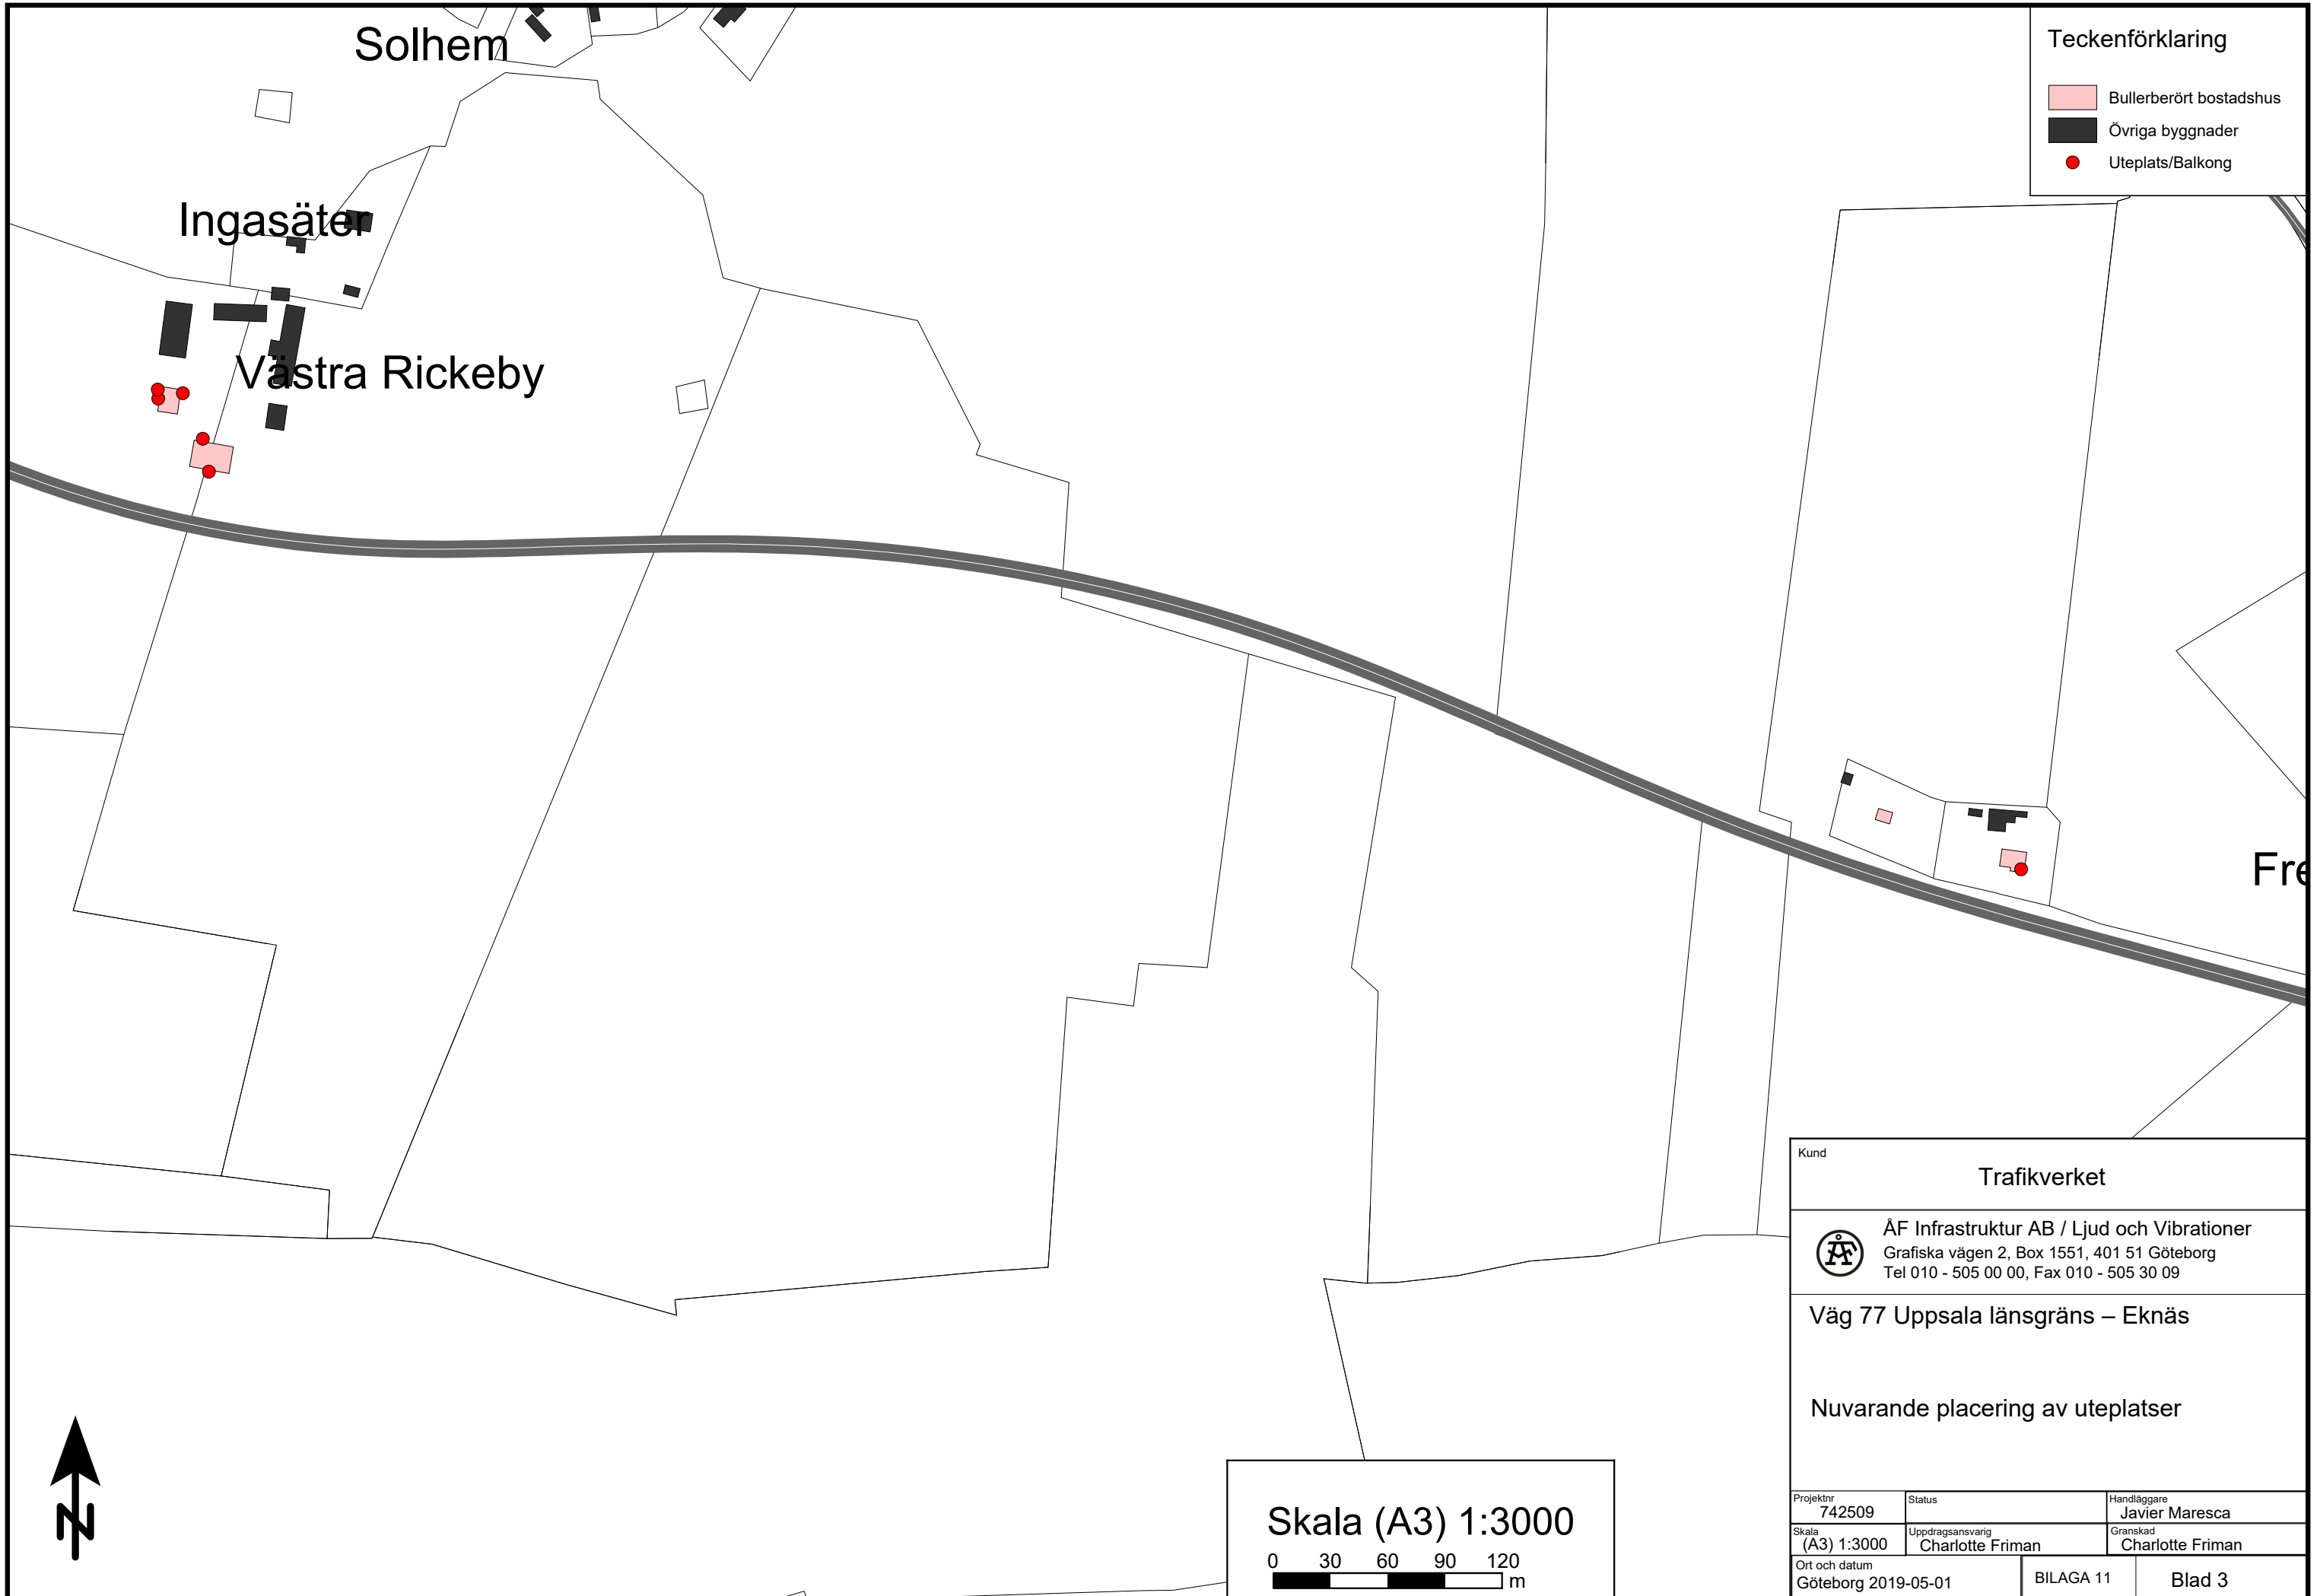 Solhem
Teckenförklaring
Bullerberört bostadshus
Övriga byggnader
Uteplats/Balkong
Ingasäter
Västra Rickeby
Fre
Kund
Trafikverket
ÅF
ÅF Infrastruktur AB / Ljud och Vibrationer
Grafiska vägen 2, Box 1551, 401 51 Göteborg
Tel 010 - 505 00 00, Fax 010 - 505 30 09
Väg 77 Uppsala länsgräns – Eknäs
Nuvarande placering av uteplatser
N
Skala (A3) 1:3000
0 30 60 90 120
m
Projektnr
742509
Status
Handläggare
Javier Maresca
Skala
(A3) 1:3000
Uppdragsansvarig
Charlotte Friman
Granskad
Charlotte Friman
Ort och datum
Göteborg 2019-05-01
BILAGA 11
Blad 3